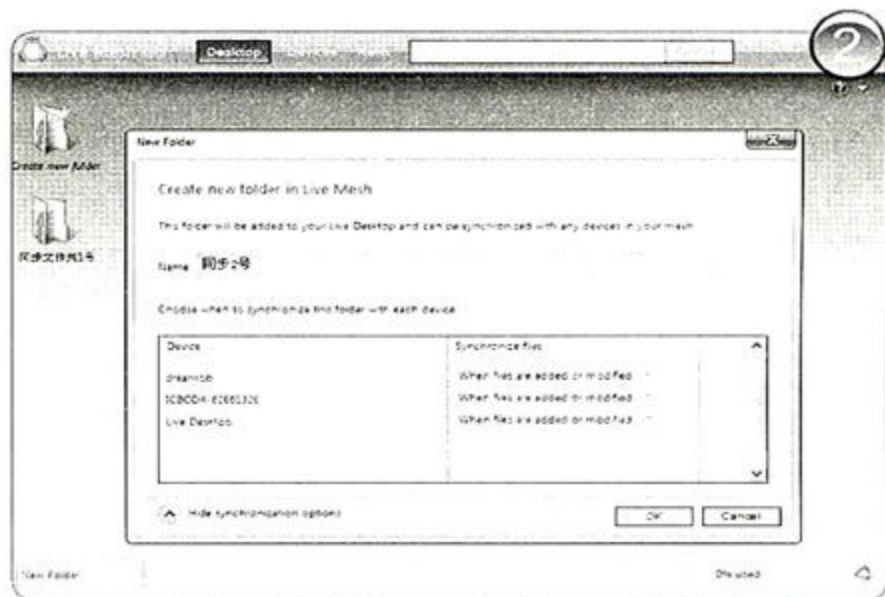 Desktop
2
Create new folder
同步文件夹1号
New Folder
Create new folder in Live Mesh
This folder will be added to your Live Desktop and can be synchronized with any devices in your mesh
Name 同步2号
Choose when to synchronize this folder with each device
Device Synchronize files
When files are added or modified
When files are added or modified
Live Desktop When files are added or modified
Hide synchronization options
OK Cancel
New Folder 0% used